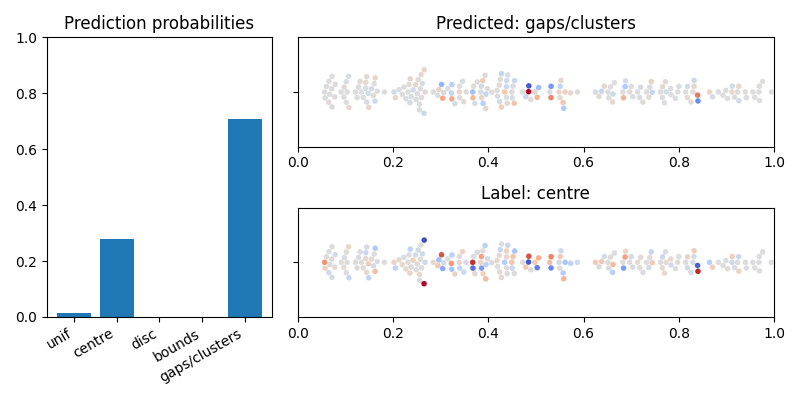 Prediction probabilities
1.0
0.8
0.6
0.4
0.2
0.0
unif
centre
disc
bounds
gaps/clusters
Predicted: gaps/clusters
0.0 0.2 0.4 0.6 0.8 1.0
Label: centre
0.0 0.2 0.4 0.6 0.8 1.0